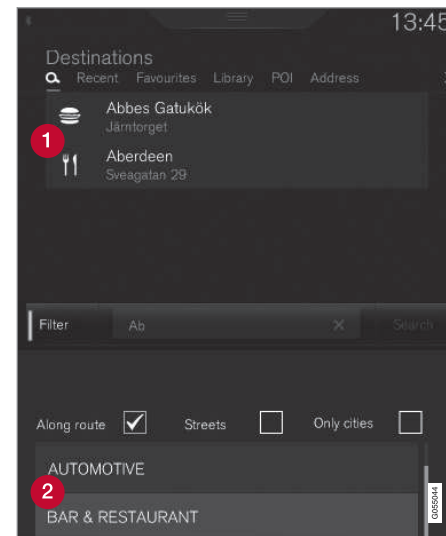 13:45
Destinations
Recent Favourites Library POI Address
Abbes Gatukök
Järntorget
1
Aberdeen
Sveagatan 29
Filter Ab Search
Along route Streets Only cities
AUTOMOTIVE
2
BAR & RESTAURANT
G055044